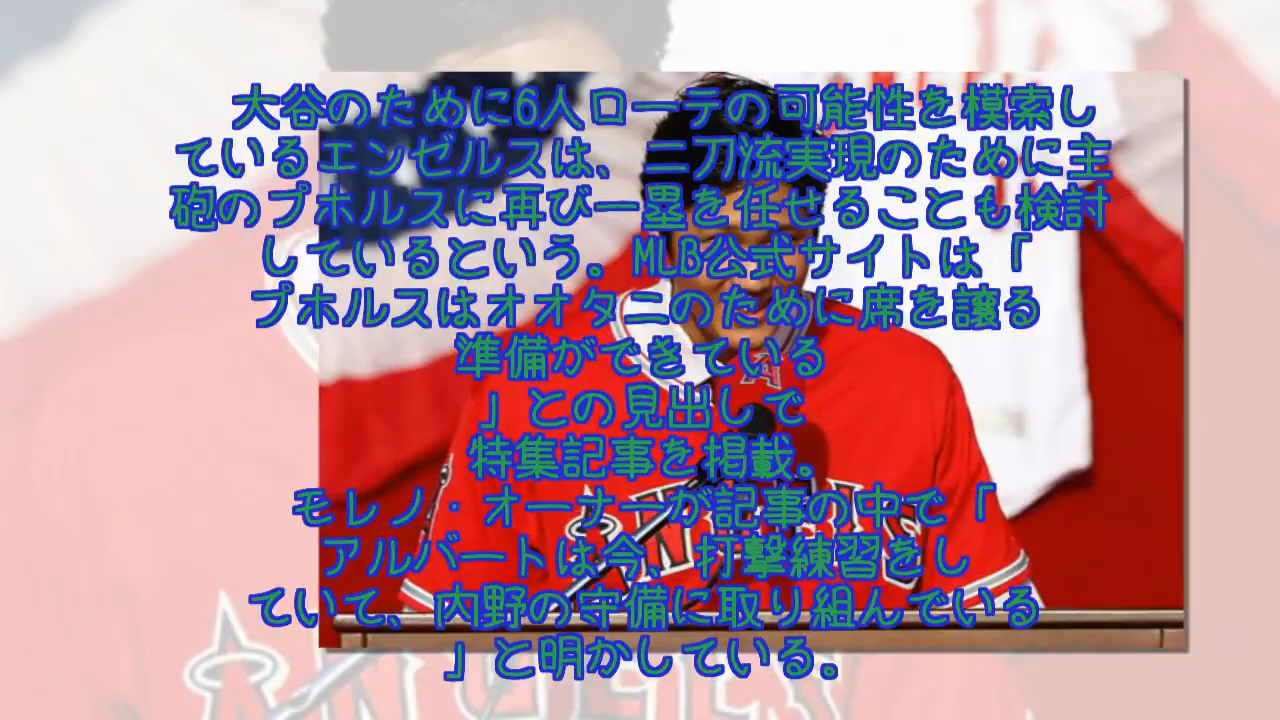 大谷のために6人ローテの可能性を模索し
ているエンゼルスは、二刀流実現のために主
砲のプホルスに再び一塁を任せることも検討
しているという。MLB公式サイトは「
プホルスはオオタニのために席を譲る
準備ができている
」との見出しで
特集記事を掲載。
モレノ・オーナーが記事の中で「
アルバートは今、打撃練習をし
ていて、内野の守備に取り組んでいる
」と明かしている。